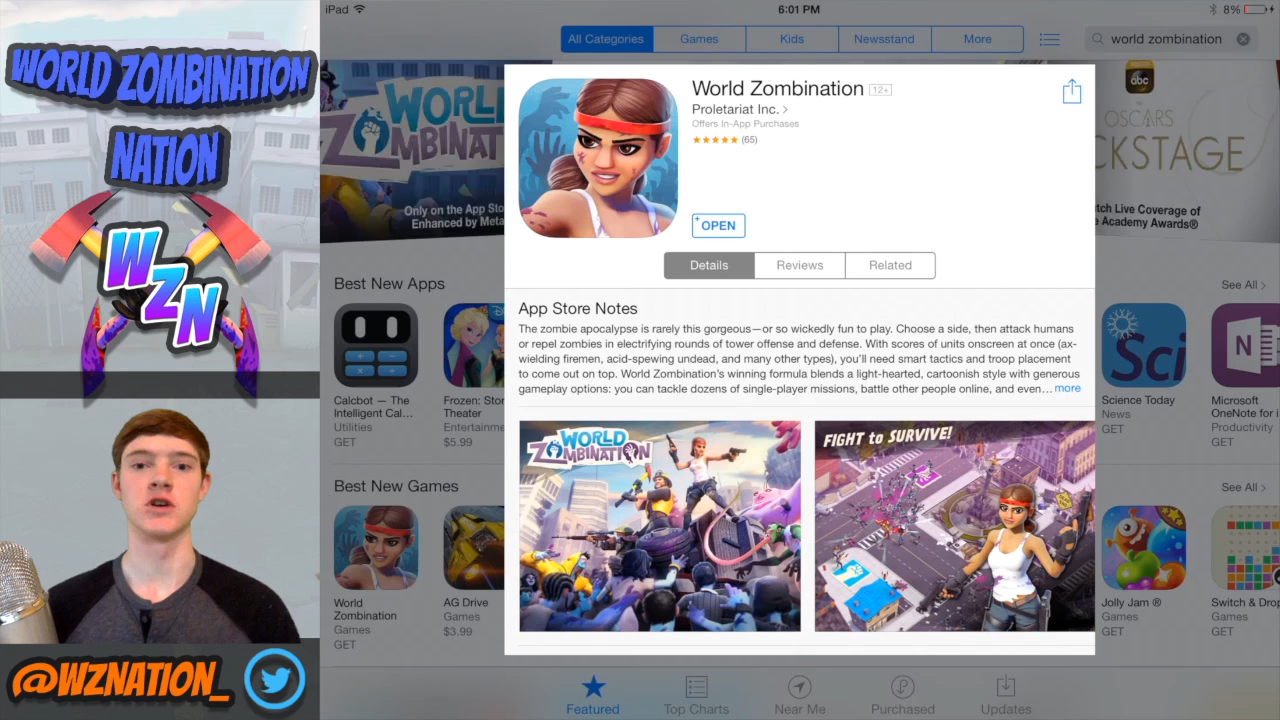 WORLD ZOMBINATION
NATION
WZN
@WZNATION_
iPad
6:01 PM
8%
All Categories
Games
Kids
Newsstand
More
world zombination
WORLD
ZOMBINAT
Only on the App Sto
Enhanced by Meta
abc
OSCARS
CKSTAGE
tch Live Coverage of
e Academy Awards®
World Zombination 12+
Proletariat Inc. >
Offers In-App Purchases
★★★★★ (65)
+ OPEN
Details
Reviews
Related
App Store Notes
The zombie apocalypse is rarely this gorgeous—or so wickedly fun to play. Choose a side, then attack humans
or repel zombies in electrifying rounds of tower offense and defense. With scores of units onscreen at once (ax-
wielding firemen, acid-spewing undead, and many other types), you'll need smart tactics and troop placement
to come out on top. World Zombination's winning formula blends a light-hearted, cartoonish style with generous
gameplay options: you can tackle dozens of single-player missions, battle other people online, and even… more
WORLD
ZOMBINATION
FIGHT to SURVIVE!
Best New Apps
See All >
Calcbot — The
Intelligent Cal...
Utilities
GET
Frozen: Stor
Theater
Entertainme
$5.99
Sci
Science Today
News
GET
N
Microsoft
OneNote for i
Productivity
GET
Best New Games
See All >
World
Zombination
Games
GET
AG Drive
Games
$3.99
Jolly Jam ®
Games
GET
Switch & Drop
Games
GET
Featured
Top Charts
Near Me
Purchased
Updates